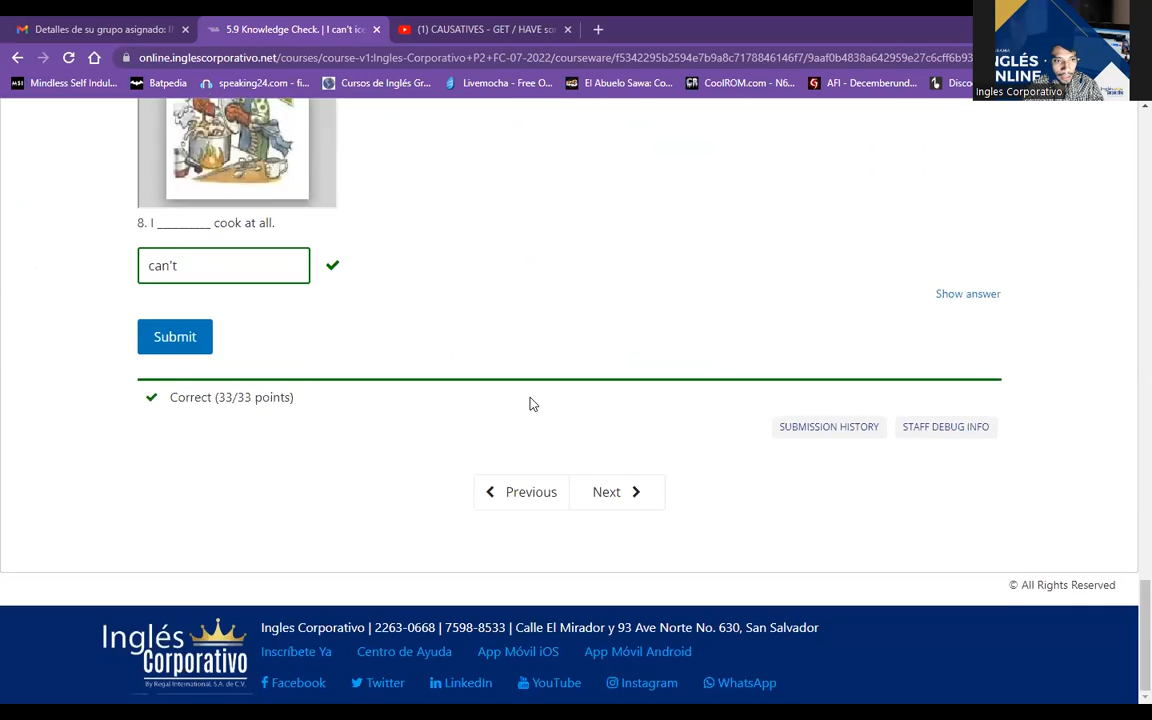 Detalles de su grupo asignado: I
5.9 Knowledge Check. | I can't ice
(1) CAUSATIVES - GET / HAVE so
online.inglescorporativo.net/courses/course-v1:Ingles-Corporativo+P2+FC-07-2022/courseware/f5342295b2594e7b9a8c7178846146f7/9aaf0b4838a642959e27c6cff6b93
Mindless Self Indul...
Batpedia
speaking24.com - fi...
Cursos de Inglés Gr...
Livemocha - Free O...
El Abuelo Sawa: Co...
CoolROM.com - N6...
AFI - Decemberund...
Disco
INGLÉS
ONLINE
Ingles Corporativo
8. I ________ cook at all.
can't
Show answer
Submit
Correct (33/33 points)
SUBMISSION HISTORY
STAFF DEBUG INFO
Previous
Next
© All Rights Reserved
Inglés
Corporativo
By Regal International, S.A. de C.V.
Ingles Corporativo | 2263-0668 | 7598-8533 | Calle El Mirador y 93 Ave Norte No. 630, San Salvador
Inscríbete Ya Centro de Ayuda App Móvil iOS App Móvil Android
Facebook Twitter LinkedIn YouTube Instagram WhatsApp